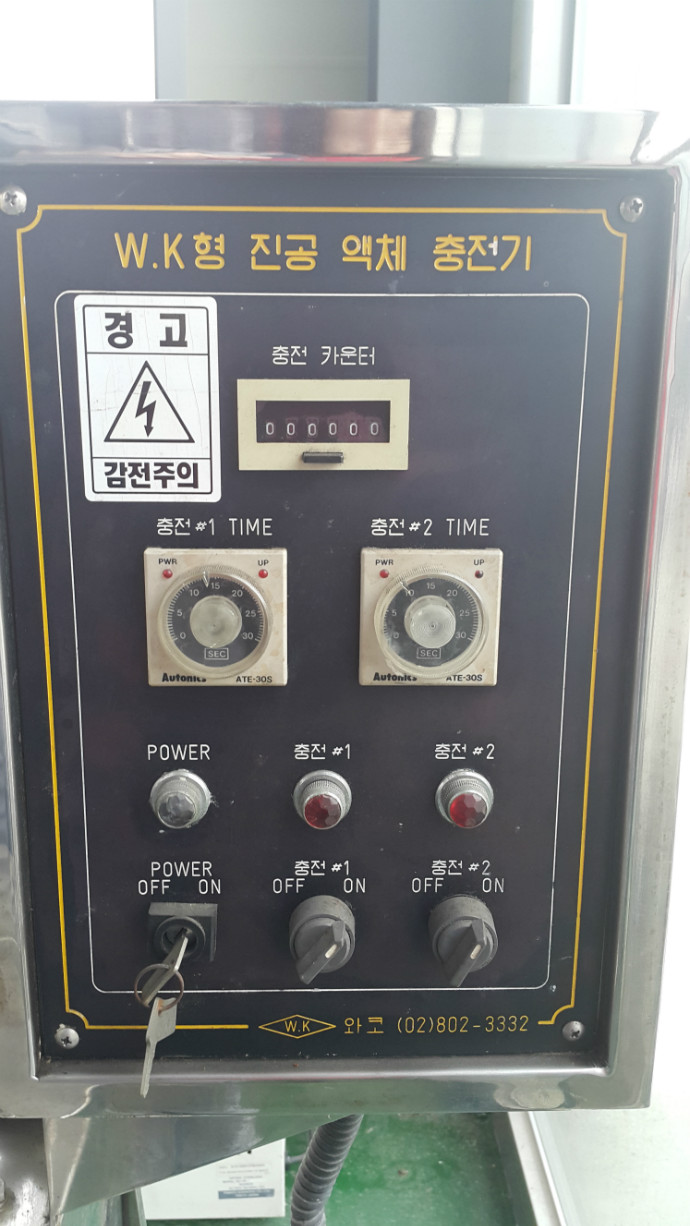 W.K형 진공 액체 충전기
경 고
감전주의
충전 카운터
000000
충전#1 TIME
충전#2 TIME
PWR UP
0 5 10 15 20 25 30
SEC
Autonics ATE-30S
PWR UP
0 5 10 15 20 25 30
SEC
Autonics ATE-30S
POWER
충전#1
충전#2
POWER
OFF ON
충전#1
OFF ON
충전#2
OFF ON
W.K 와코 (02)802-3332